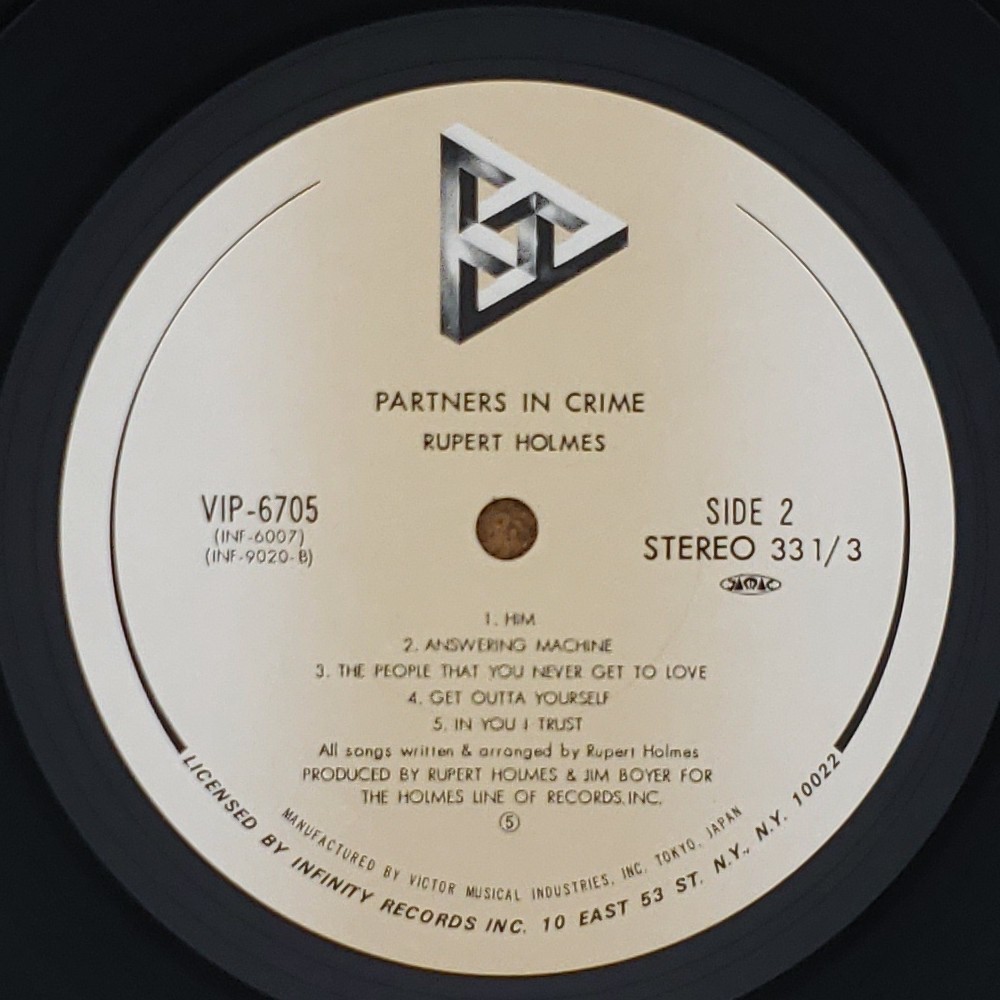 PARTNERS IN CRIME
RUPERT HOLMES
VIP-6705
(INF-6007)
(INF-9020-B)
SIDE 2
STEREO 33 1/3
1. HIM
2. ANSWERING MACHINE
3. THE PEOPLE THAT YOU NEVER GET TO LOVE
4. GET OUTTA YOURSELF
5. IN YOU I TRUST
All songs written & arranged by Rupert Holmes
PRODUCED BY RUPERT HOLMES & JIM BOYER FOR
THE HOLMES LINE OF RECORDS, INC.
⑤
MANUFACTURED BY VICTOR MUSICAL INDUSTRIES, INC. TOKYO, JAPAN
LICENSED BY INFINITY RECORDS INC. 10 EAST 53 ST. N.Y., N.Y. 10022